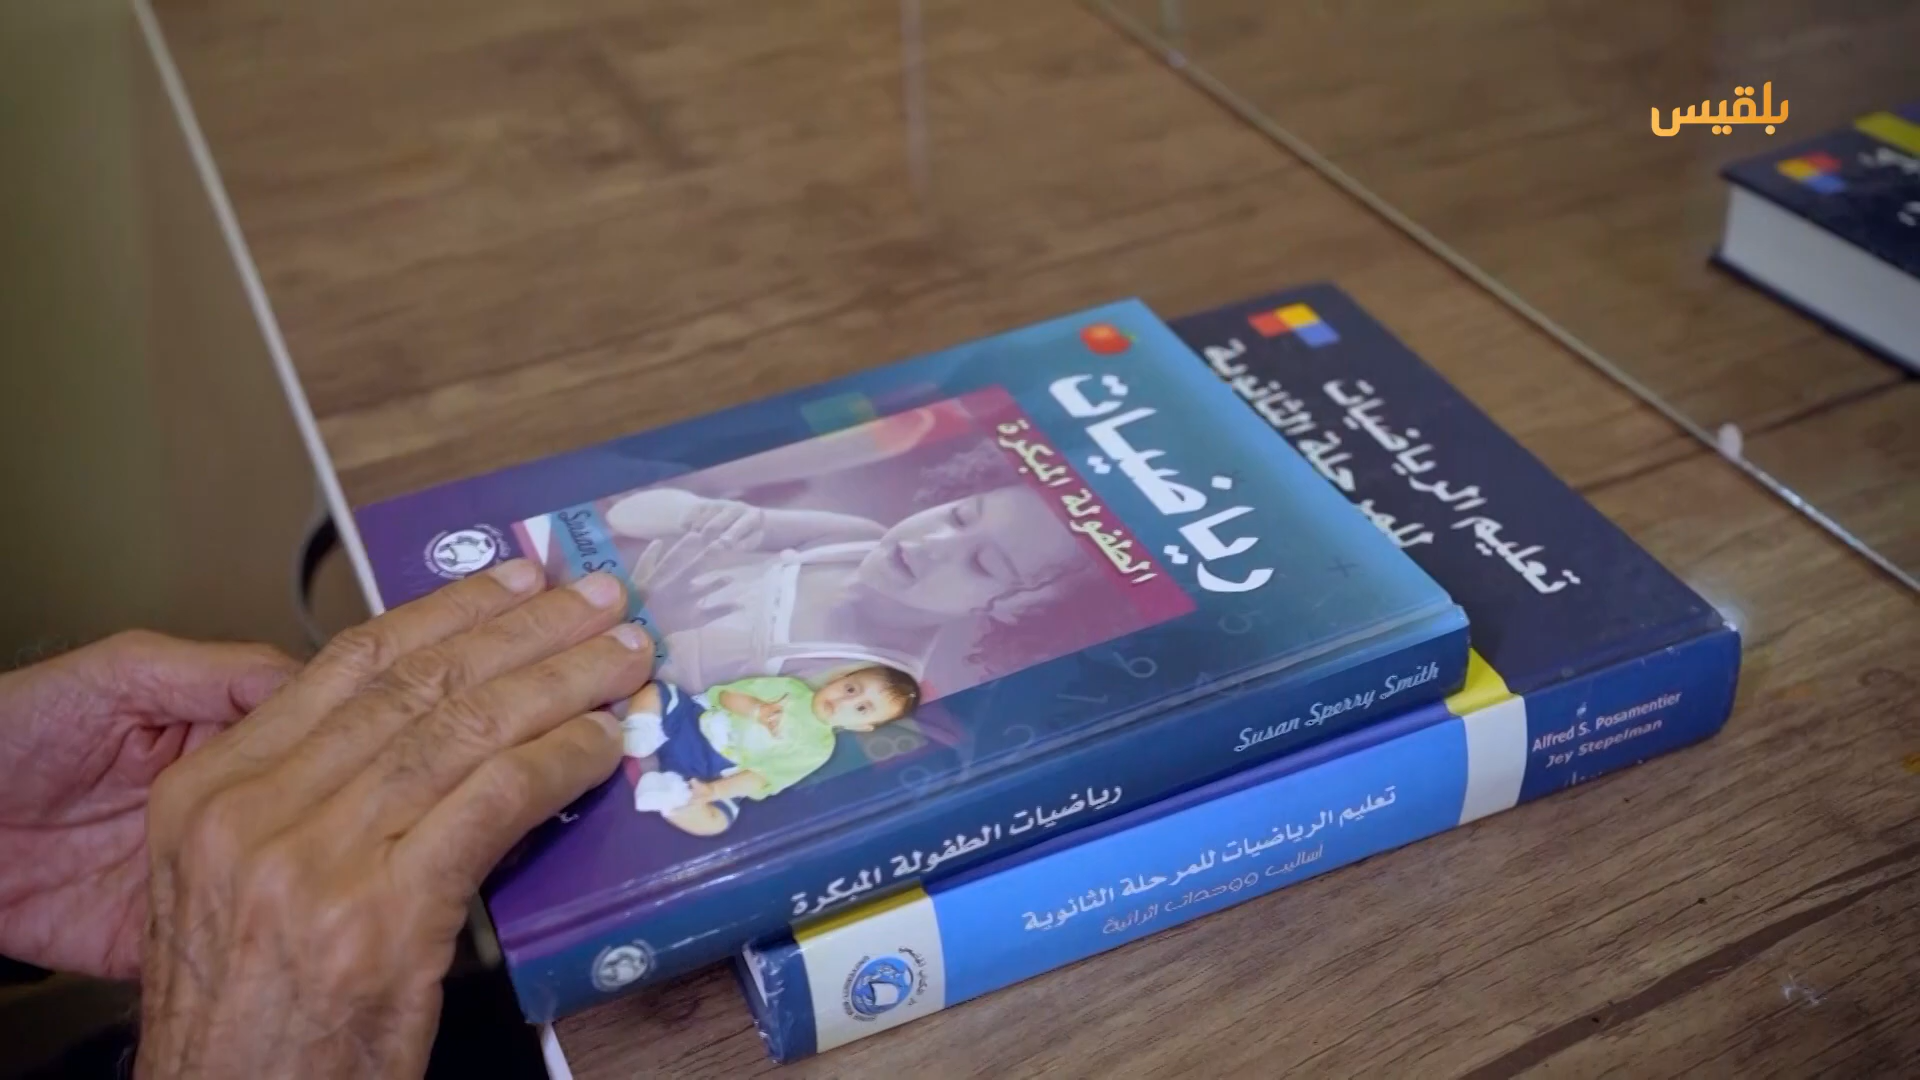 بلقيس
رياضيات
الطفولة المبكرة
Susan
تعليم الرياضيات
للمرحلة الثانوية
Susan Sperry Smith
رياضيات الطفولة المبكرة
Alfred S. Posamentier
Jey Stepelman
تعليم الرياضيات للمرحلة الثانوية
أساليب ووحدات اثرائية